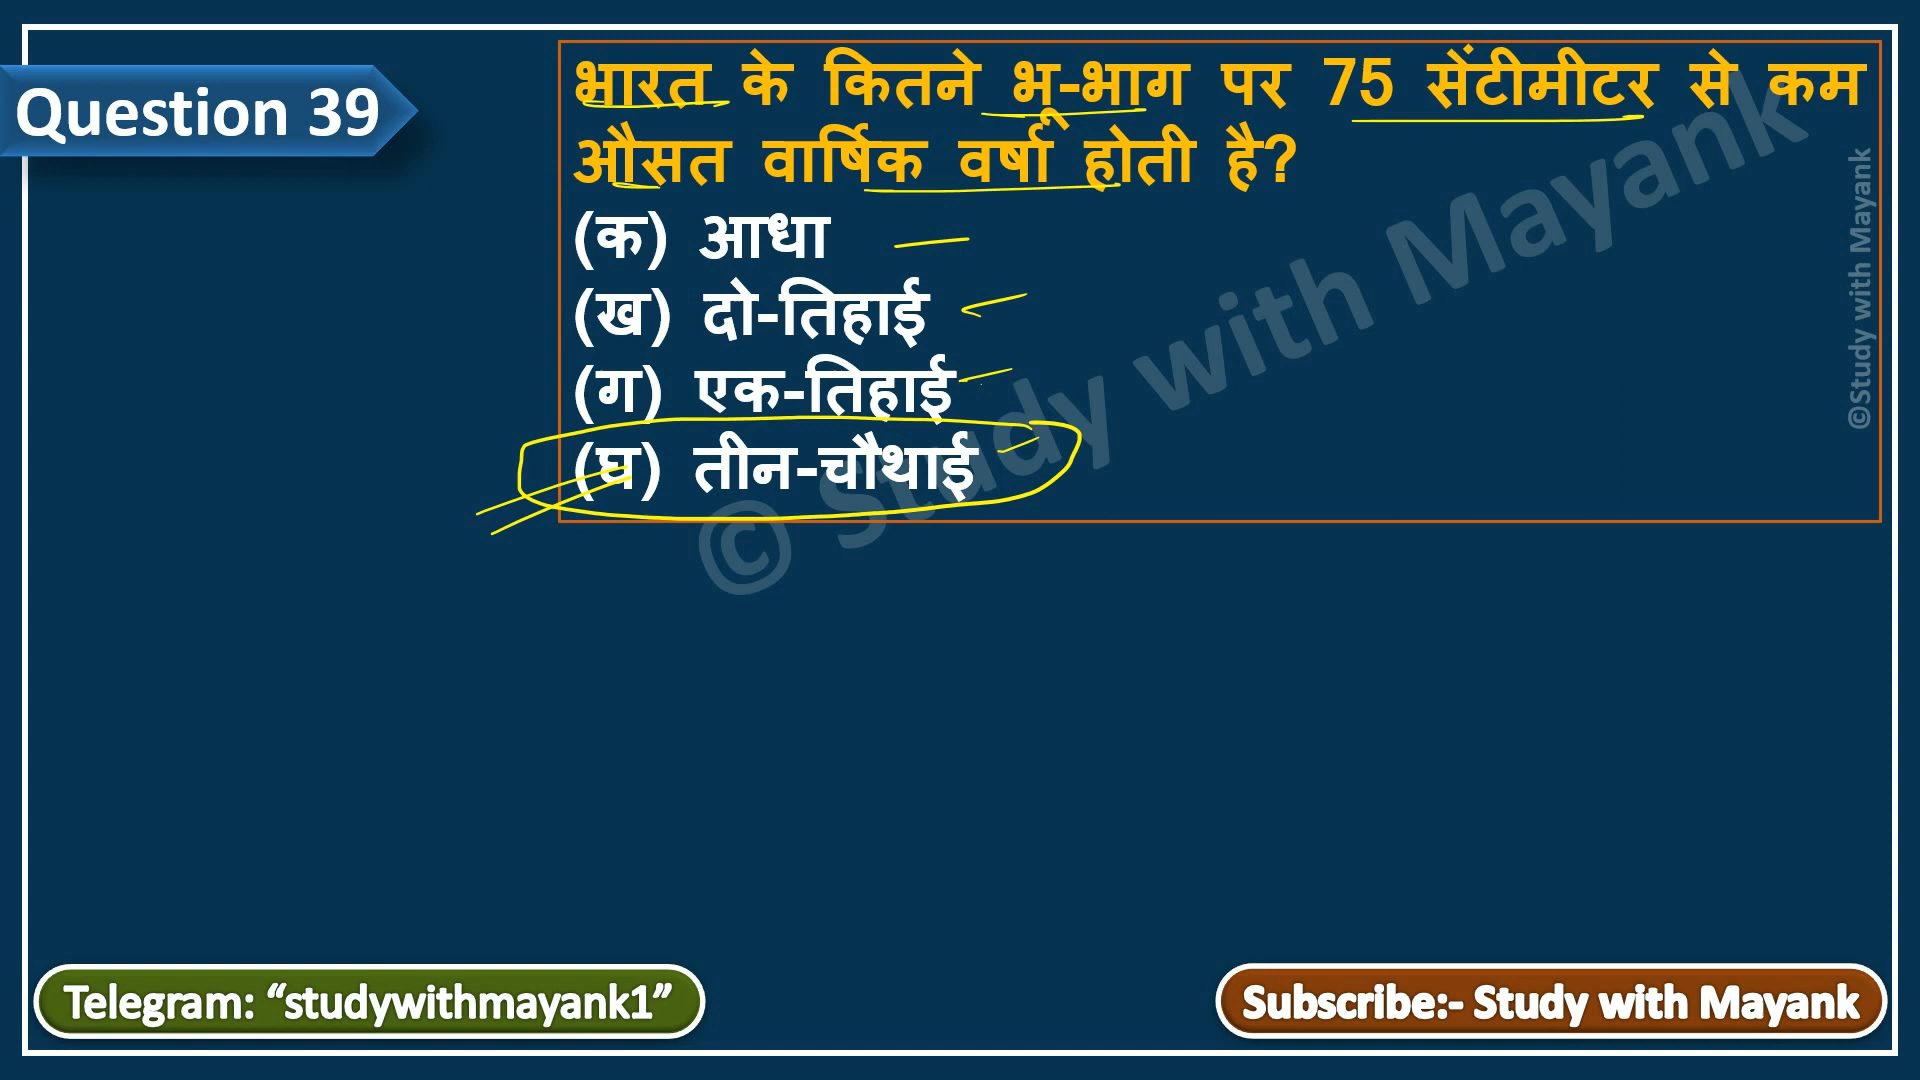 Question 39
भारत के कितने भू-भाग पर 75 सेंटीमीटर से कम
औसत वार्षिक वर्षा होती है?
(क) आधा
(ख) दो-तिहाई
(ग) एक-तिहाई
(घ) तीन-चौथाई
© Study with Mayank
©Study with Mayank
Telegram: “studywithmayank1”
Subscribe:- Study with Mayank